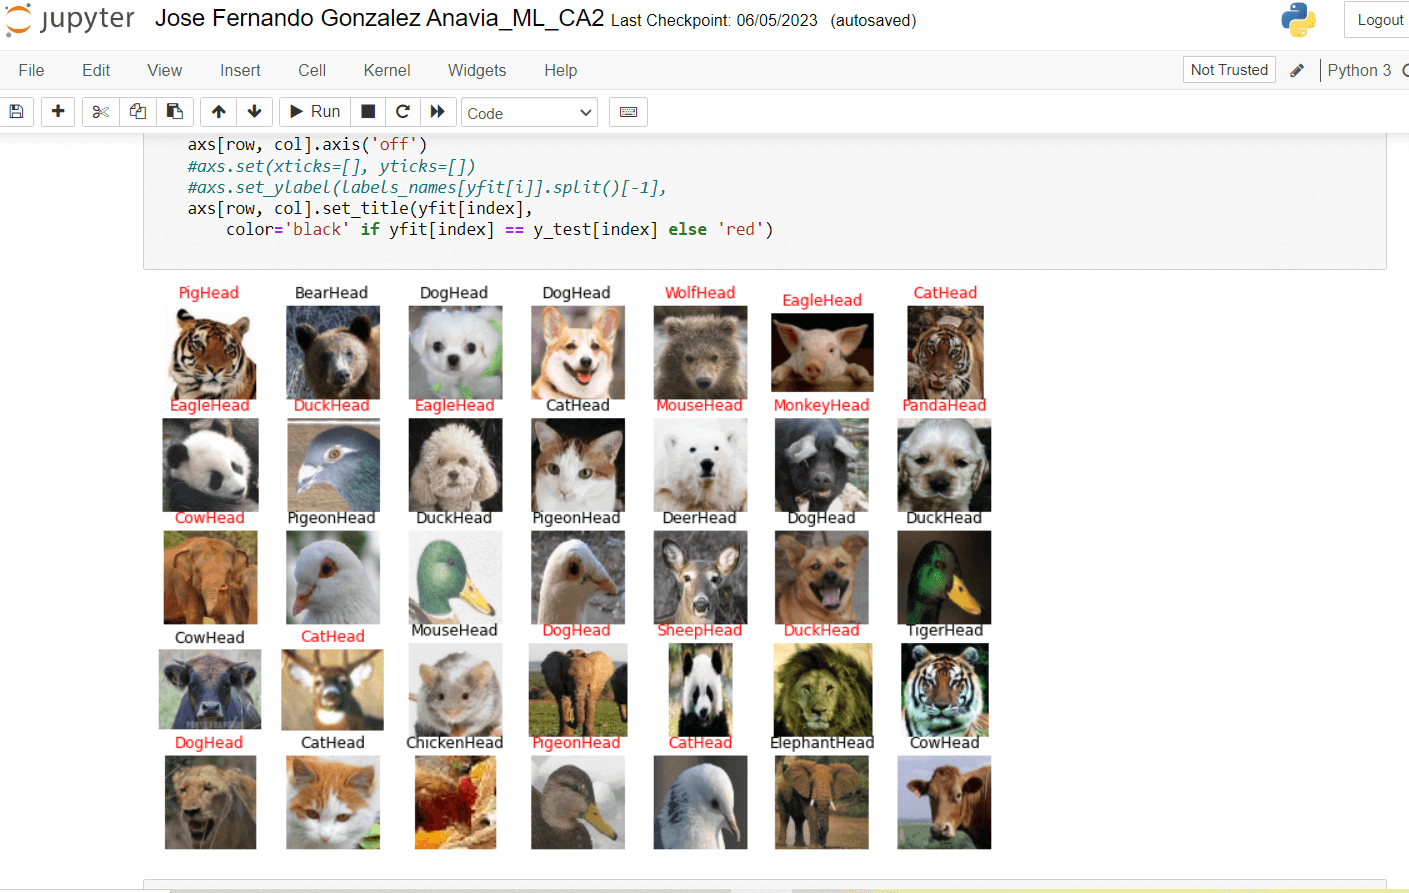 jupyter Jose Fernando Gonzalez Anavia_ML_CA2 Last Checkpoint: 06/05/2023 (autosaved) Logout
File Edit View Insert Cell Kernel Widgets Help Not Trusted Python 3
Run Code
axs[row, col].axis('off')
#axs.set(xticks=[], yticks=[])
#axs.set_ylabel(labels_names[yfit[i]].split()[-1],
axs[row, col].set_title(yfit[index],
color='black' if yfit[index] == y_test[index] else 'red')
PigHead BearHead DogHead DogHead WolfHead EagleHead CatHead
EagleHead DuckHead EagleHead CatHead MouseHead MonkeyHead PandaHead
CowHead PigeonHead DuckHead PigeonHead DeerHead DogHead DuckHead
CowHead CatHead MouseHead DogHead SheepHead DuckHead TigerHead
DogHead CatHead ChickenHead PigeonHead CatHead ElephantHead CowHead